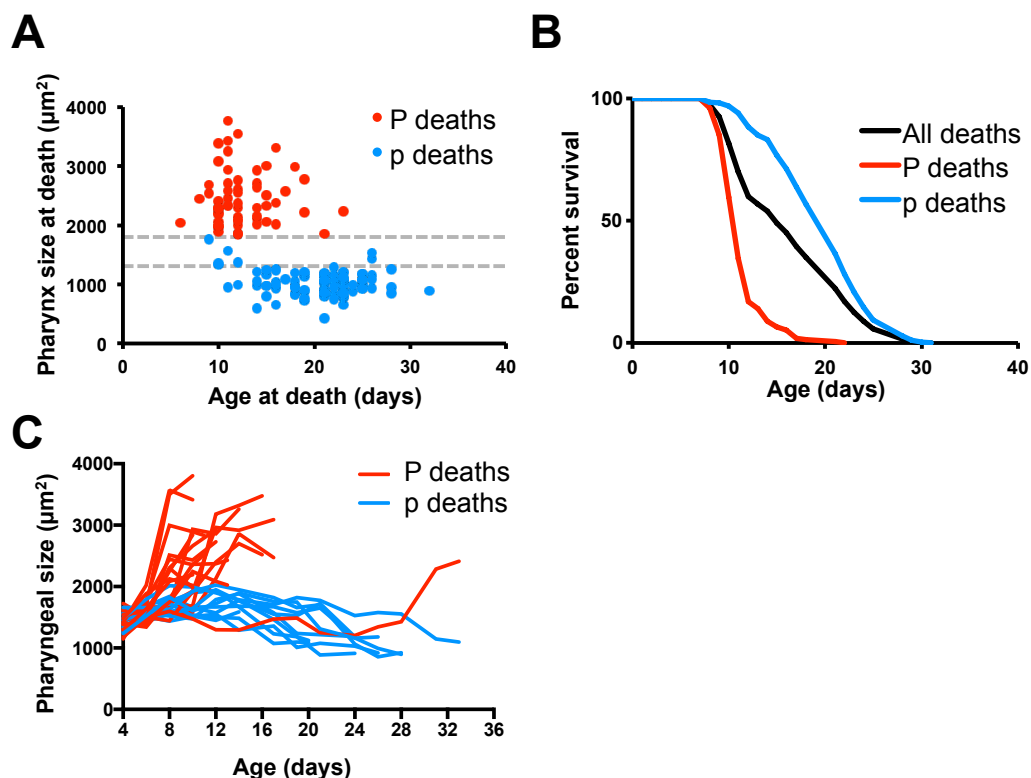 A
Pharynx size at death (μm²)
4000
3000
2000
1000
0
0 10 20 30 40
Age at death (days)
P deaths
p deaths
B
Percent survival
100
50
0
0 10 20 30 40
Age (days)
All deaths
P deaths
p deaths
C
Pharyngeal size (μm²)
4000
3000
2000
1000
0
4 8 12 16 20 24 28 32 36
Age (days)
P deaths
p deaths